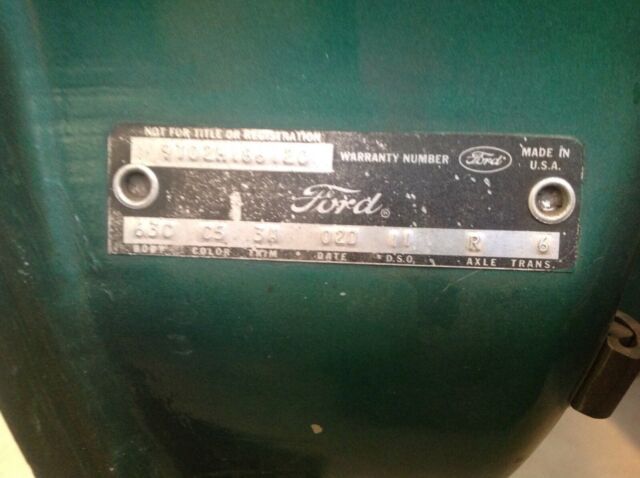 NOT FOR TITLE OR REGISTRATION
9T02R166120 WARRANTY NUMBER Ford MADE IN U.S.A.
Ford
63C C5 3A 02D 11 R 6
BODY COLOR TRIM DATE D.S.O. AXLE TRANS.